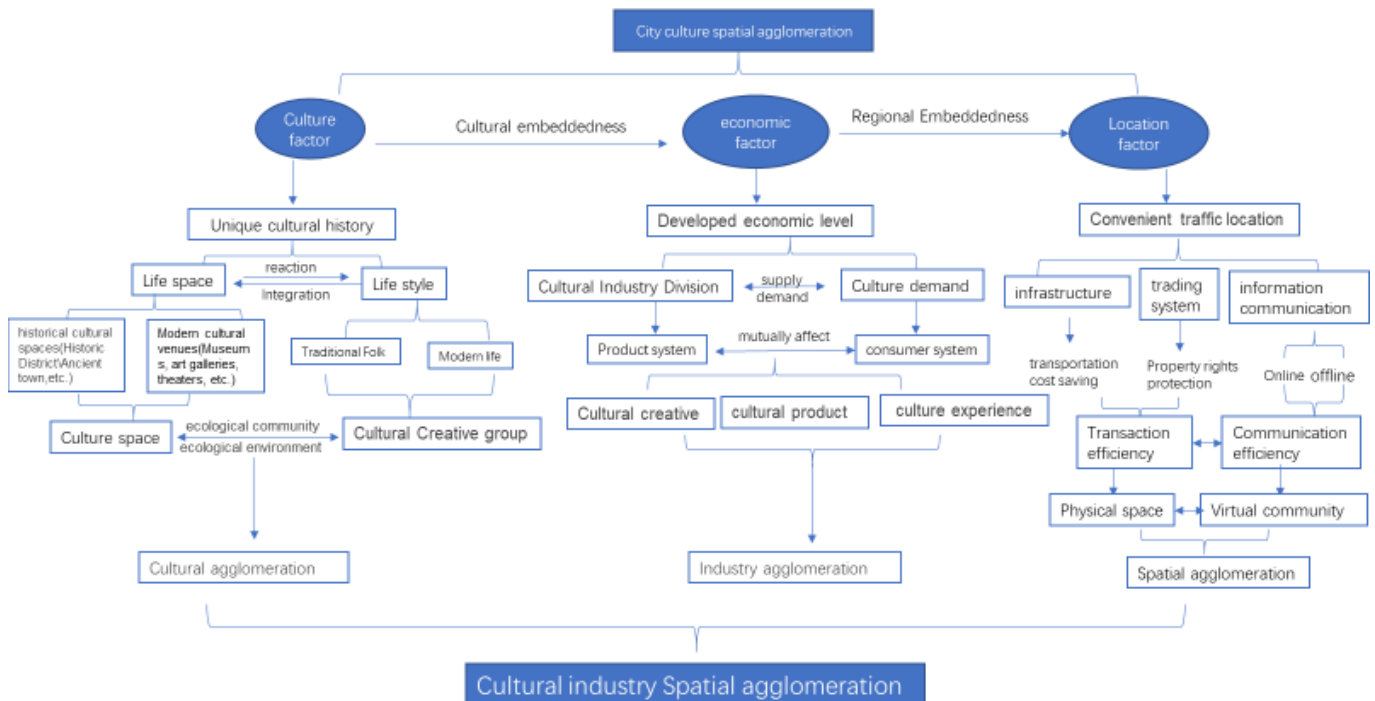 City culture spatial agglomeration
Culture
factor
Cultural embeddedness
economic
factor
Regional Embeddedness
Location
factor
Unique cultural history
Developed economic level
Convenient traffic location
Life space
reaction
Integration
Life style
Cultural Industry Division
supply
demand
Culture demand
infrastructure
trading
system
information
communication
historical cultural
spaces(Historic
District\Ancient
town,etc.)
Modern cultural
venues(Museum
s, art galleries,
theaters, etc.)
Traditional Folk
Modern life
Product system
mutually affect
consumer system
transportation
cost saving
Property rights
protection
Online offline
Culture space
ecological community
ecological environment
Cultural Creative group
Cultural creative
cultural product
culture experience
Transaction
efficiency
Communication
efficiency
Physical space
Virtual community
Cultural agglomeration
Industry agglomeration
Spatial agglomeration
Cultural industry Spatial agglomeration